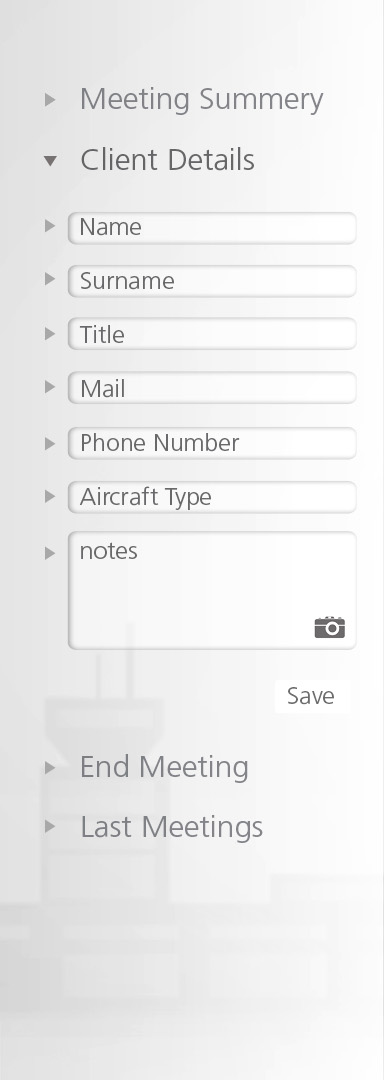 Meeting Summery
Client Details
Name
Surname
Title
Mail
Phone Number
Aircraft Type
notes
Save
End Meeting
Last Meetings